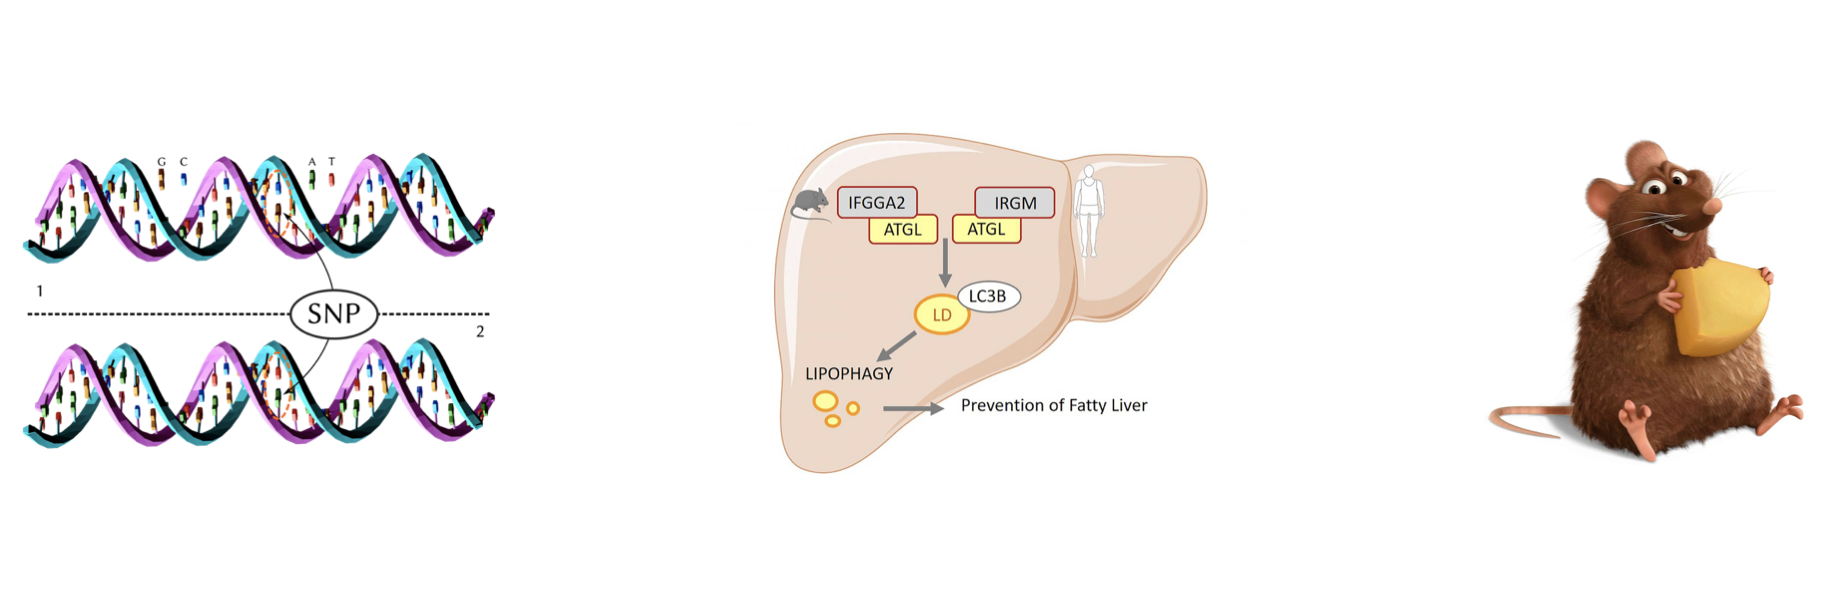 G C A T
1
SNP
2
IFGGA2 IRGM
ATGL ATGL
LC3B
LD
LIPOPHAGY
Prevention of Fatty Liver